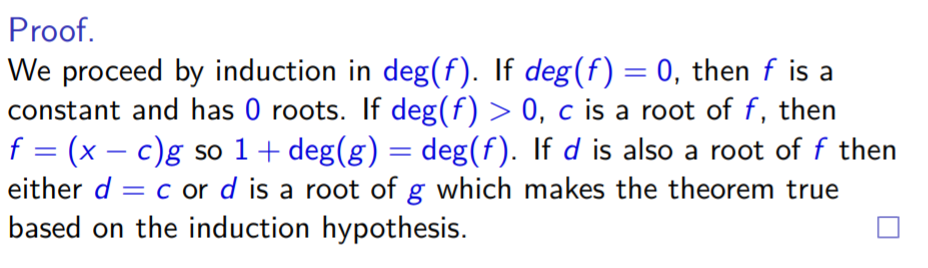 Proof.
We proceed by induction in deg(f). If deg(f) = 0, then f is a
constant and has 0 roots. If deg(f) > 0, c is a root of f, then
f = (x − c)g so 1 + deg(g) = deg(f). If d is also a root of f then
either d = c or d is a root of g which makes the theorem true
based on the induction hypothesis. □